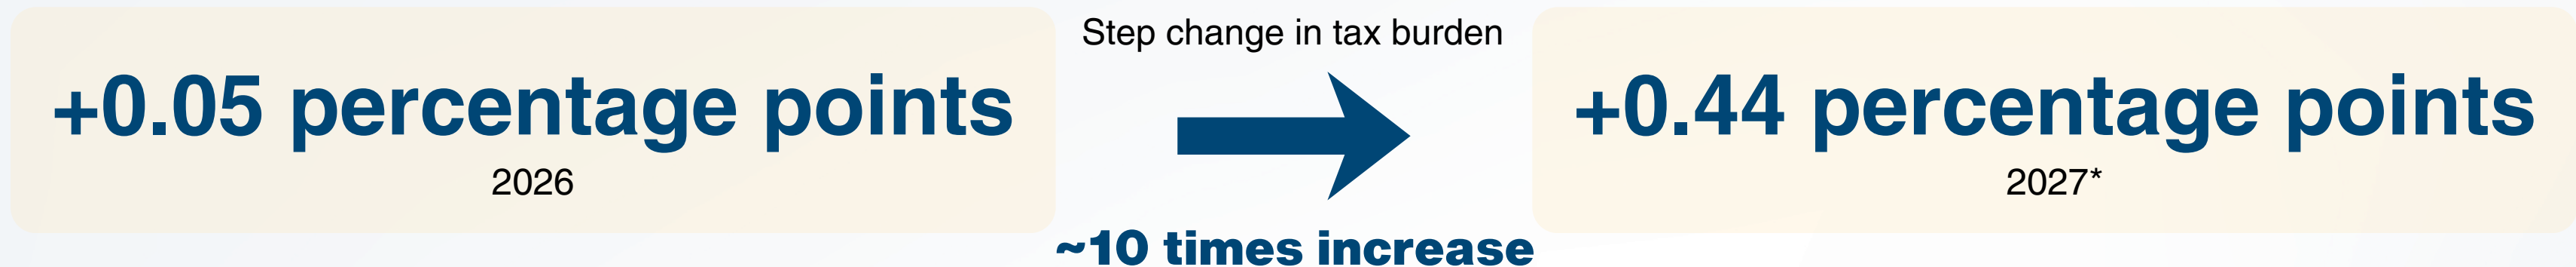 +0.05 percentage points
2026
Step change in tax burden
~10 times increase
+0.44 percentage points
2027*